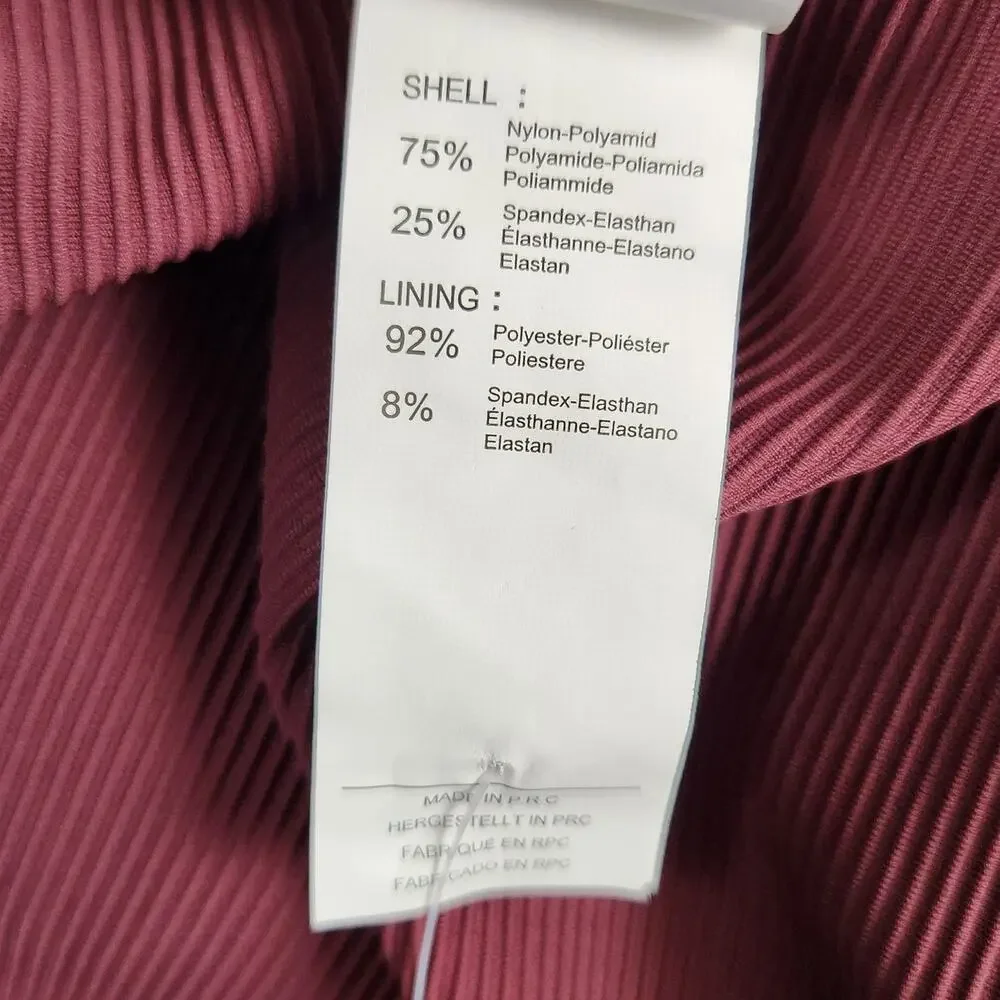 SHELL :
75% Nylon-Polyamid
Polyamide-Poliamida
Poliammide
25% Spandex-Elasthan
Élasthanne-Elastano
Elastan
LINING :
92% Polyester-Poliéster
Poliestere
8% Spandex-Elasthan
Élasthanne-Elastano
Elastan
MADE IN P.R.C
HERGESTELLT IN PRC
FABRIQUÉ EN RPC
FABRICADO EN RPC